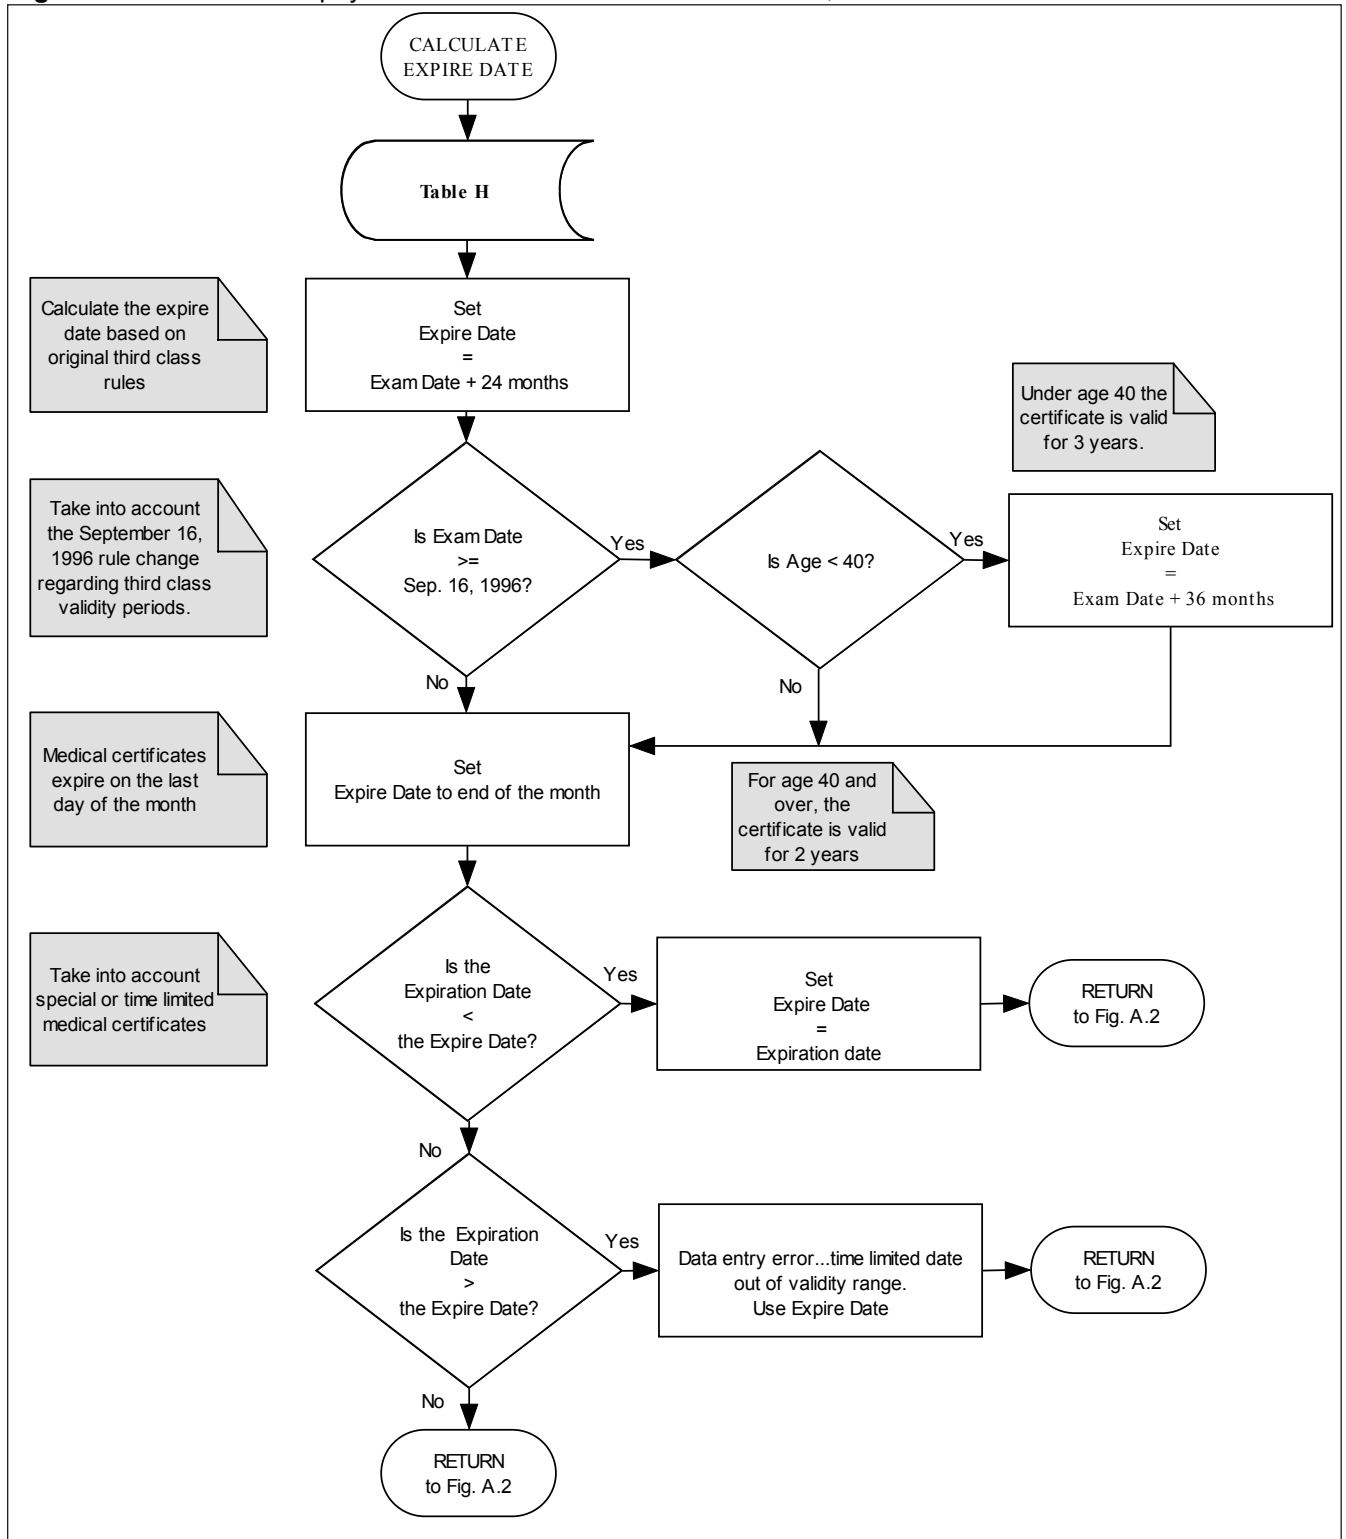 CALCULATE
EXPIRE DATE
Table H
Calculate the expire
date based on
original third class
rules
Set
Expire Date
=
Exam Date + 24 months
Under age 40 the
certificate is valid
for 3 years.
Take into account
the September 16,
1996 rule change
regarding third class
validity periods.
Is Exam Date
>=
Sep. 16, 1996?
Yes
Is Age < 40?
Yes
Set
Expire Date
=
Exam Date + 36 months
No
No
Medical certificates
expire on the last
day of the month
Set
Expire Date to end of the month
For age 40 and
over, the
certificate is valid
for 2 years
Take into account
special or time limited
medical certificates
Is the
Expiration Date
<
the Expire Date?
Yes
Set
Expire Date
=
Expiration date
RETURN
to Fig. A.2
No
Is the Expiration
Date
>
the Expire Date?
Yes
Data entry error...time limited date
out of validity range.
Use Expire Date
RETURN
to Fig. A.2
No
RETURN
to Fig. A.2